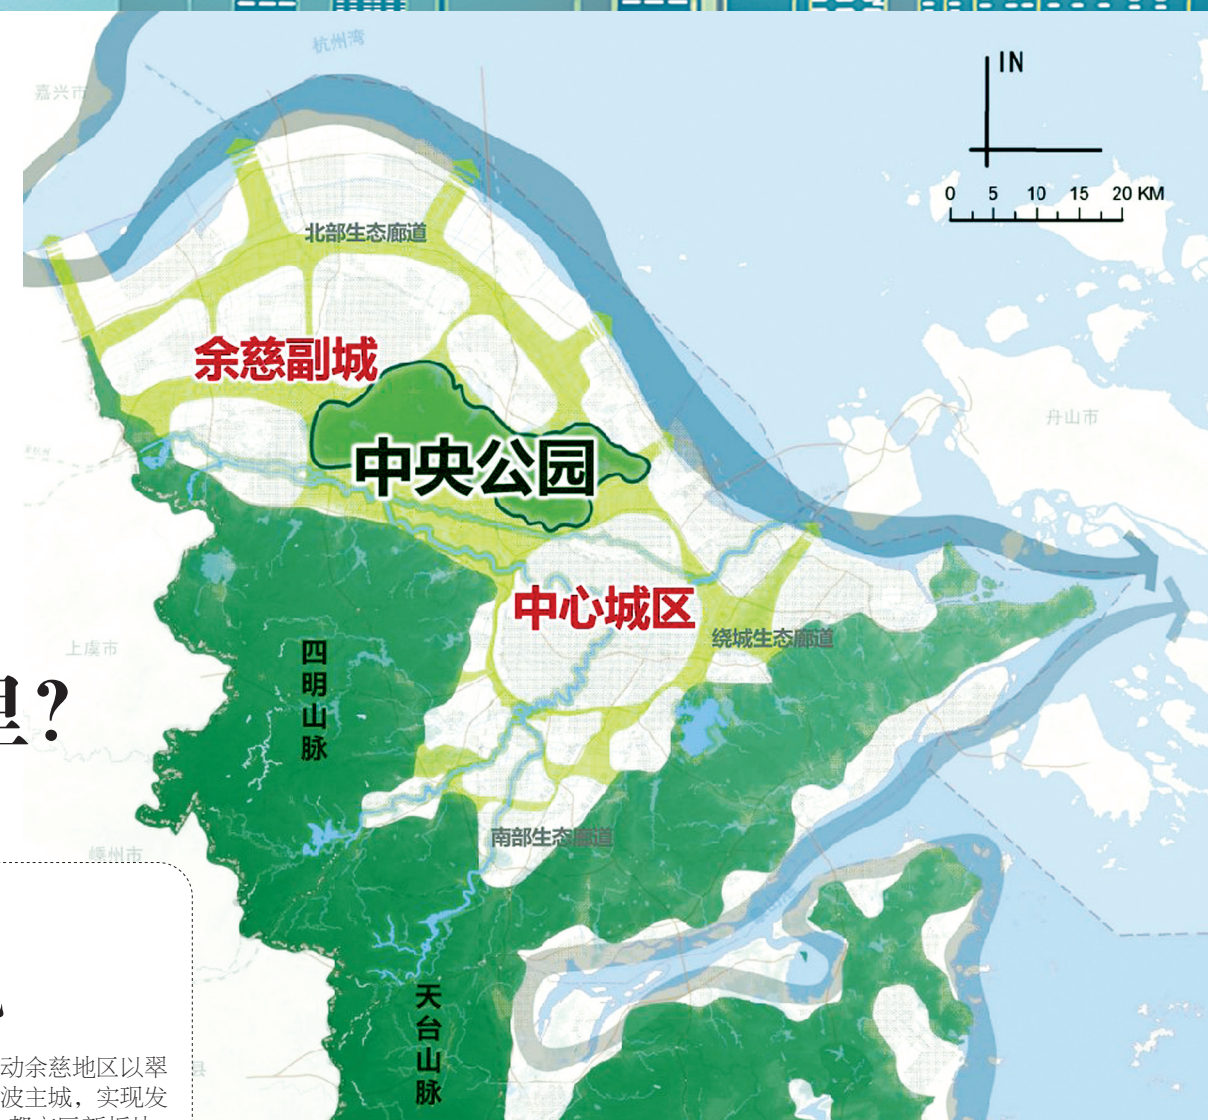 杭州湾
IN
嘉兴市
0 5 10 15 20 KM
北部生态廊道
余慈副城
舟山市
中央公园
中心城区
绕城生态廊道
上虞市
四明山脉
里?
南部生态廊道
嵊州市
天台山脉
动余慈地区以翠
县
波主城，实现发